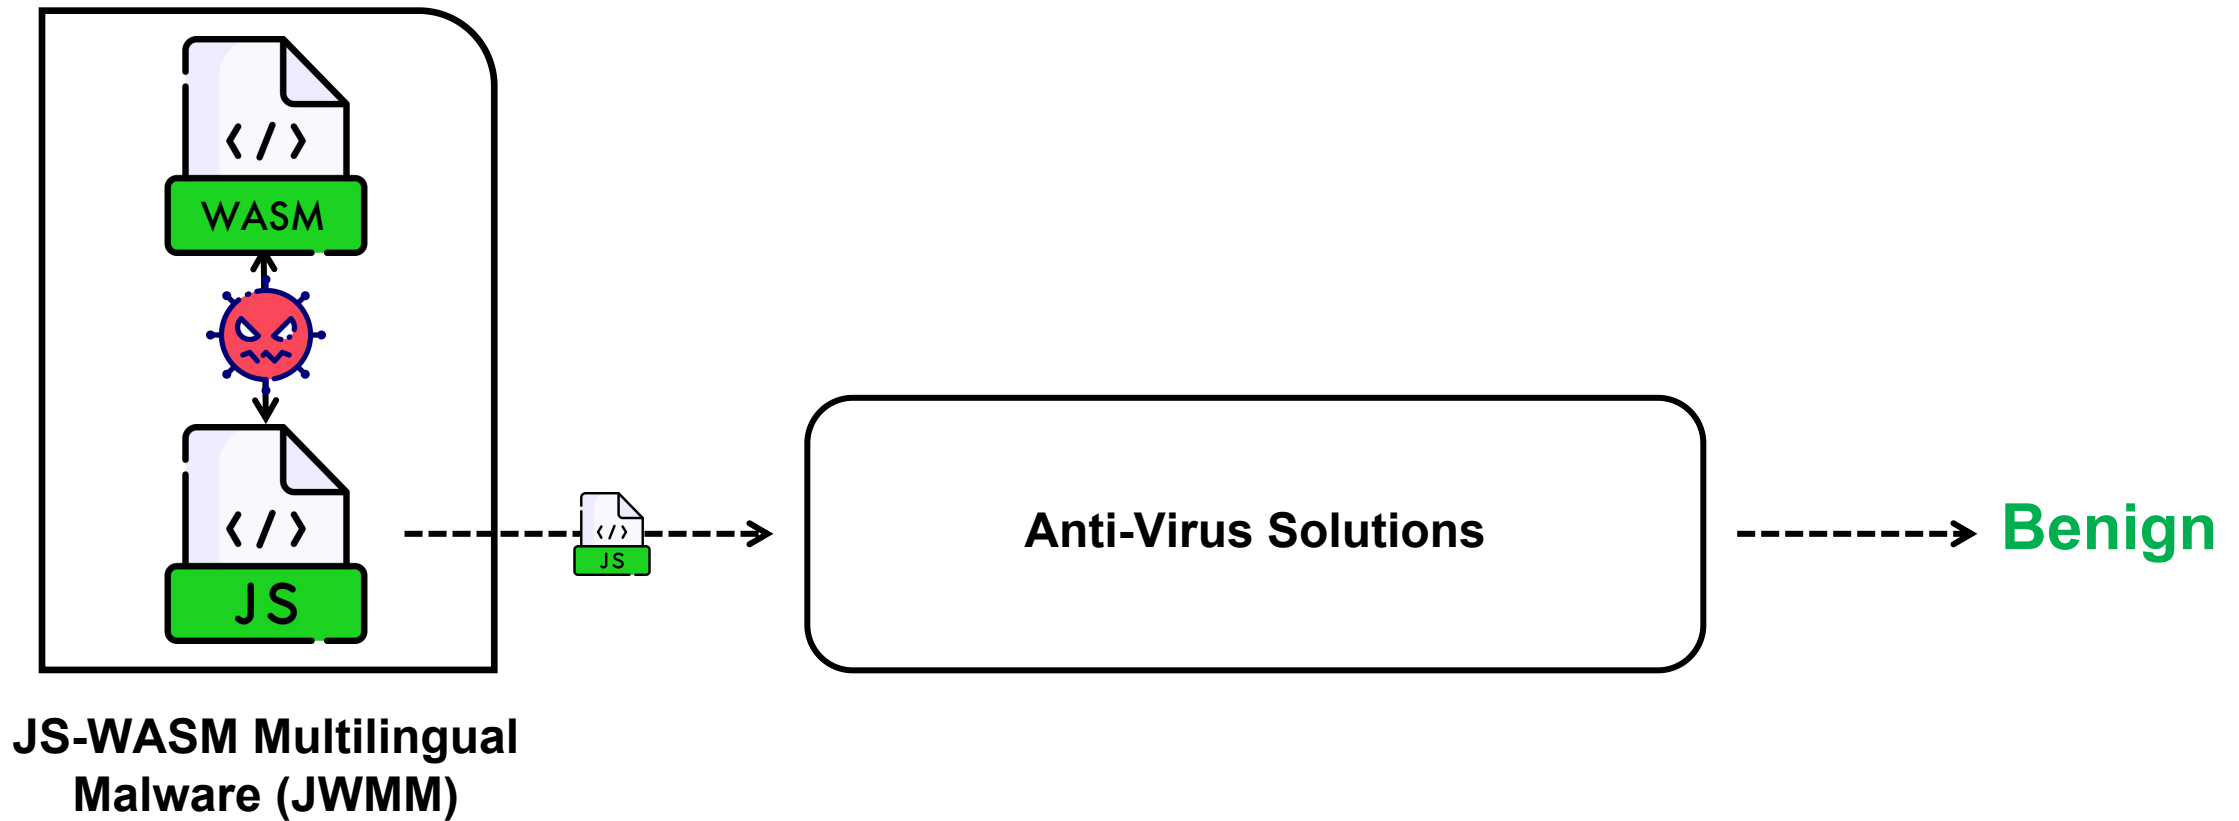 </>
WASM
</>
JS
</>
JS
Anti-Virus Solutions
Benign
JS-WASM Multilingual
Malware (JWMM)